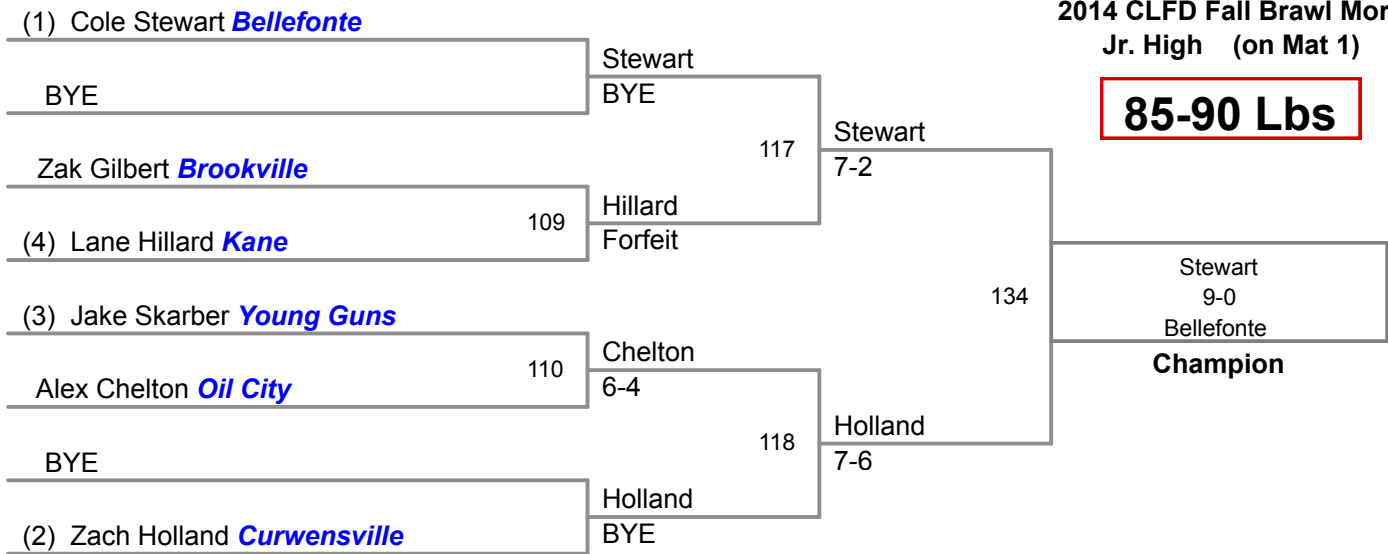 2014 CLFD Fall Brawl Mor
Jr. High (on Mat 1)
85-90 Lbs
(1) Cole Stewart Bellefonte
BYE
Zak Gilbert Brookville
(4) Lane Hillard Kane
(3) Jake Skarber Young Guns
Alex Chelton Oil City
BYE
(2) Zach Holland Curwensville
109
110
Stewart
BYE
Hillard
Forfeit
Chelton
6-4
Holland
BYE
117
118
Stewart
7-2
Holland
7-6
134
Stewart
9-0
Bellefonte
Champion